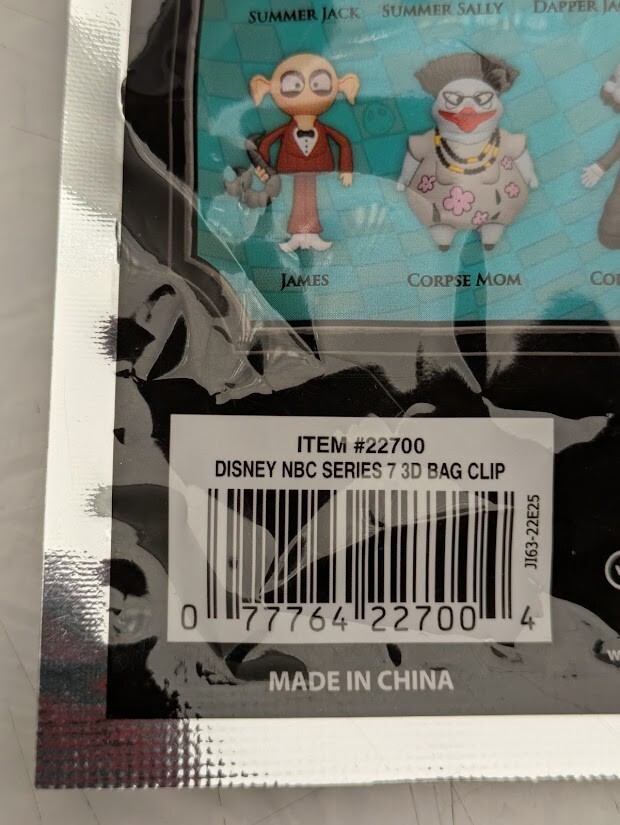 SUMMER JACK SUMMER SALLY DAPPER
JAMES CORPSE MOM
ITEM #22700
DISNEY NBC SERIES 7 3D BAG CLIP
JI63-22E25
0 77764 22700 4
MADE IN CHINA